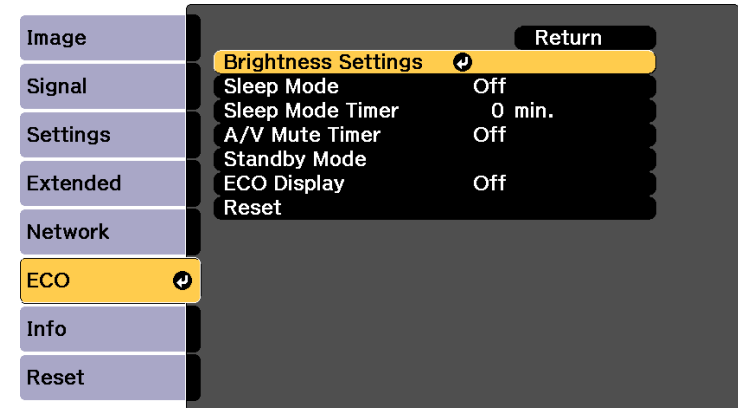 Image
Signal
Settings
Extended
Network
ECO
Info
Reset
Return
Brightness Settings
Sleep Mode Off
Sleep Mode Timer 0 min.
A/V Mute Timer Off
Standby Mode
ECO Display Off
Reset